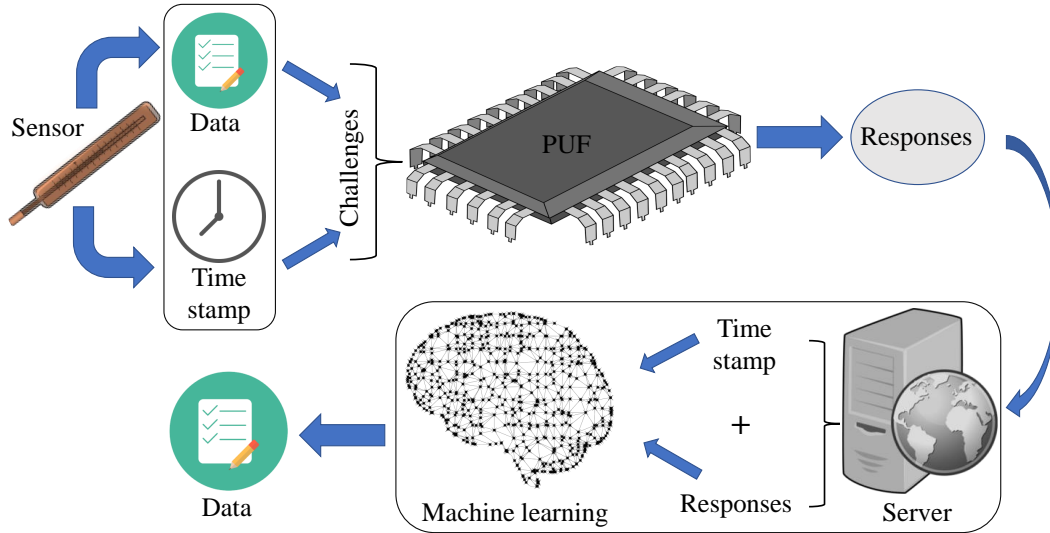 Sensor
Data
Time
stamp
Challenges
PUF
Responses
Time
stamp
+
Responses
Machine learning
Server
Data